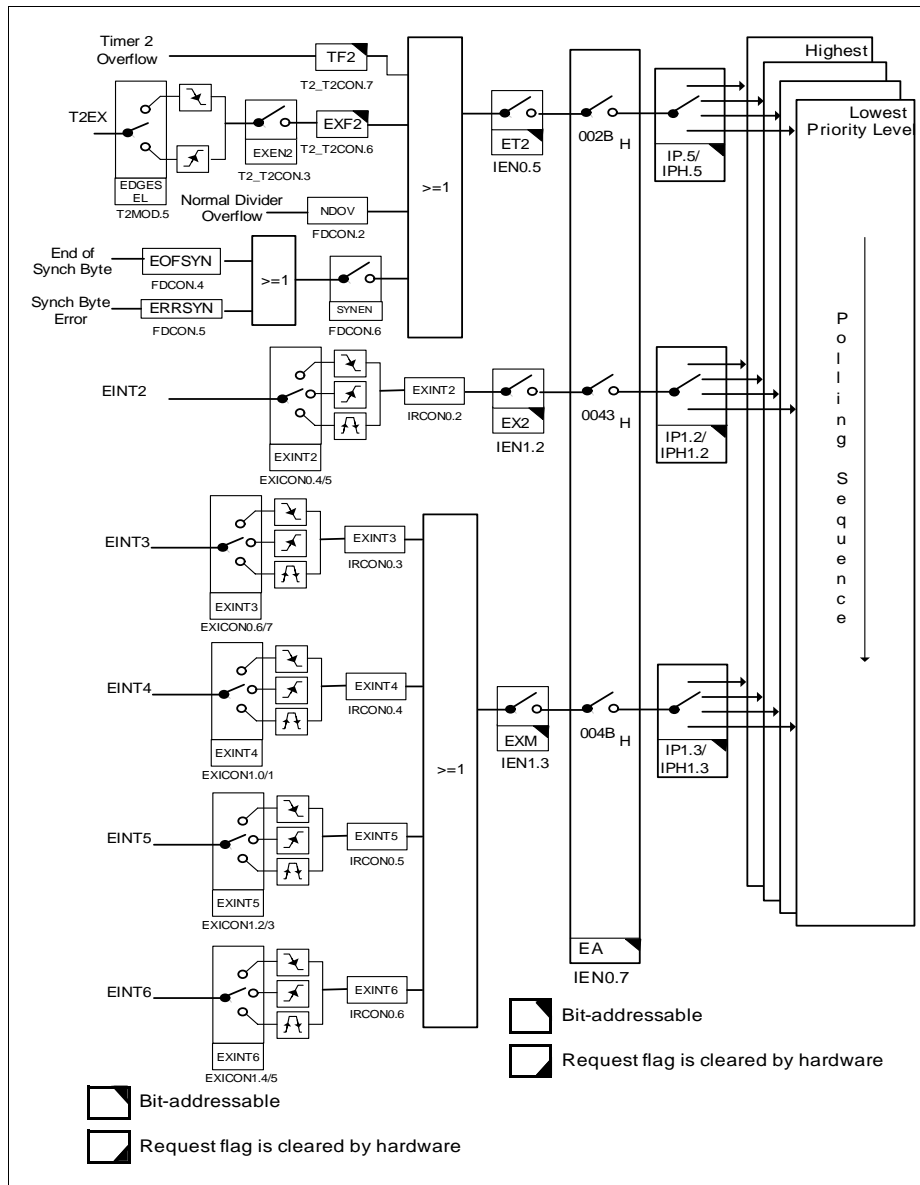 Timer 2
Overflow
TF2
T2_T2CON.7
T2EX
EDGES
EL
T2MOD.5
EXEN2
T2_T2CON.3
EXF2
T2_T2CON.6
Normal Divider
Overflow
NDOV
FDCON.2
End of
Synch Byte
EOFSYN
FDCON.4
Synch Byte
Error
ERRSYN
FDCON.5
>=1
SYNEN
FDCON.6
>=1
ET2
IEN0.5
002B H
IP.5/
IPH.5
Highest
Lowest
Priority Level
EINT2
EXINT2
EXICON0.4/5
EXINT2
IRCON0.2
EX2
IEN1.2
0043 H
IP1.2/
IPH1.2
Polling Sequence
EINT3
EXINT3
EXICON0.6/7
EXINT3
IRCON0.3
EINT4
EXINT4
EXICON1.0/1
EXINT4
IRCON0.4
EINT5
EXINT5
EXICON1.2/3
EXINT5
IRCON0.5
EINT6
EXINT6
EXICON1.4/5
EXINT6
IRCON0.6
>=1
EXM
IEN1.3
004B H
IP1.3/
IPH1.3
EA
IEN0.7
Bit-addressable
Request flag is cleared by hardware
Bit-addressable
Request flag is cleared by hardware